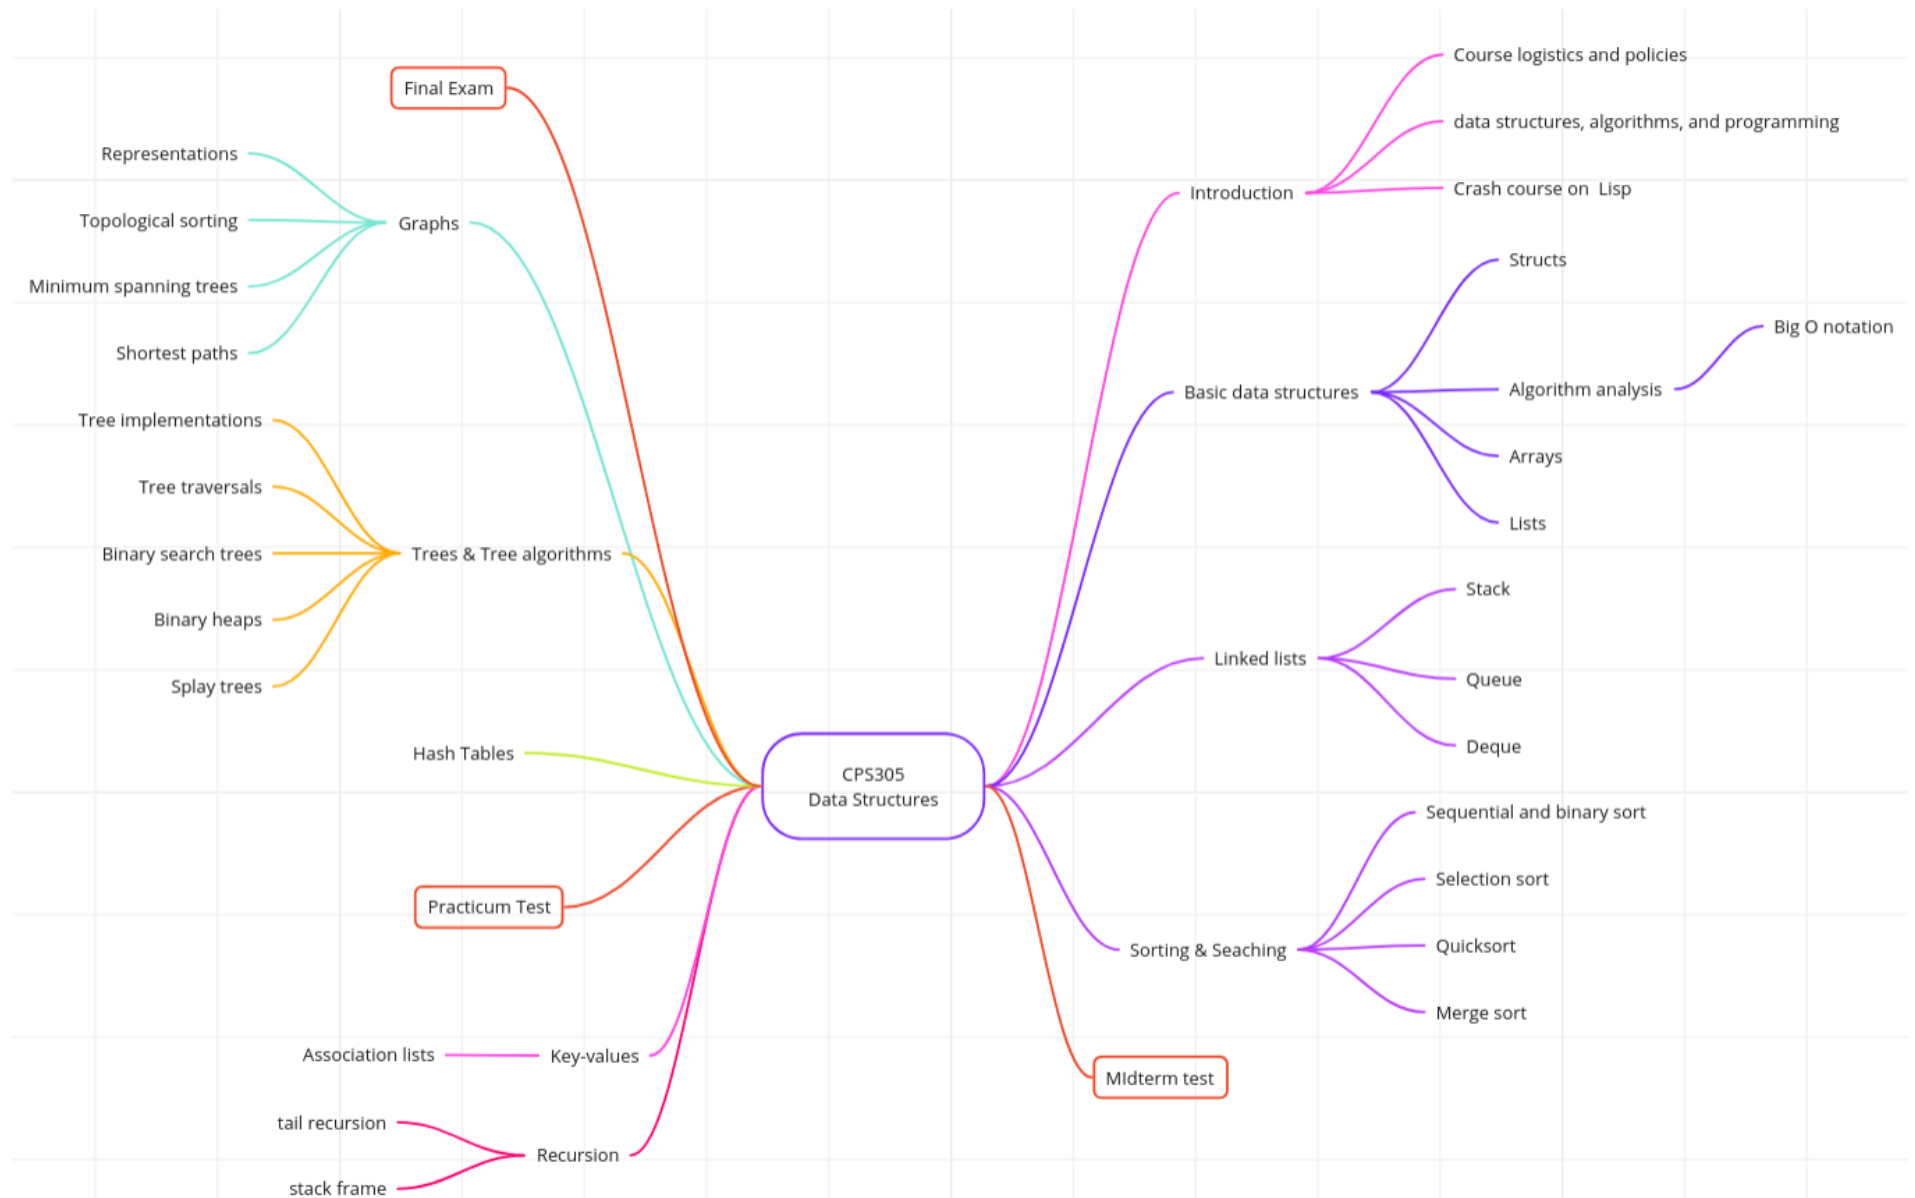 CPS305
Data Structures
Introduction
Course logistics and policies
data structures, algorithms, and programming
Crash course on  Lisp
Basic data structures
Structs
Algorithm analysis
Big O notation
Arrays
Lists
Linked lists
Stack
Queue
Deque
Sorting & Seaching
Sequential and binary sort
Selection sort
Quicksort
Merge sort
MIdterm test
Final Exam
Graphs
Representations
Topological sorting
Minimum spanning trees
Shortest paths
Trees & Tree algorithms
Tree implementations
Tree traversals
Binary search trees
Binary heaps
Splay trees
Hash Tables
Practicum Test
Key-values
Association lists
Recursion
tail recursion
stack frame